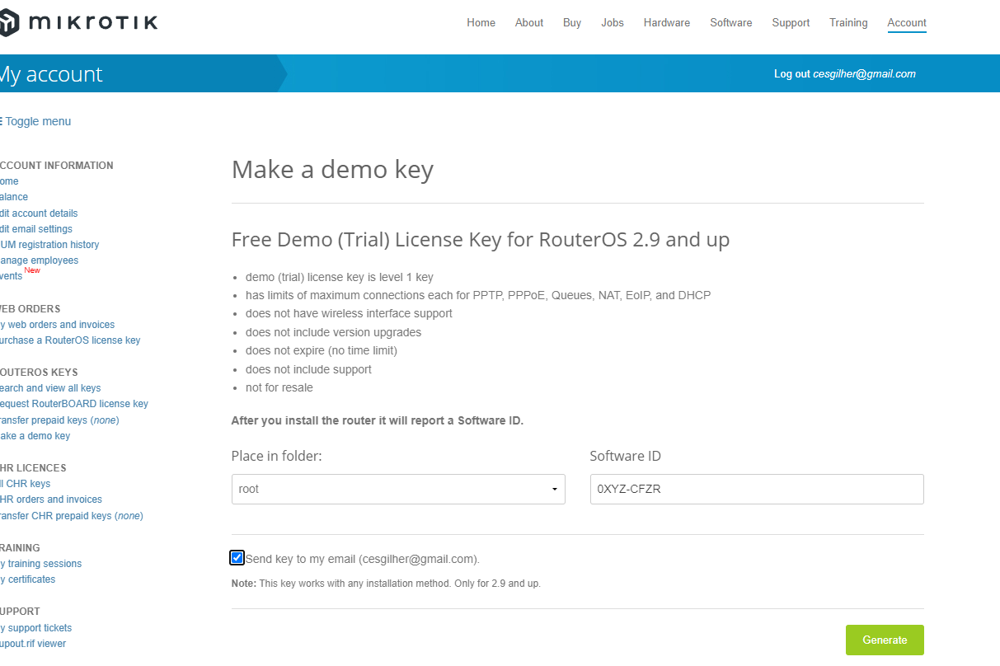 mikrotik
Home About Buy Jobs Hardware Software Support Training Account
My account
Log out cesgilher@gmail.com
Toggle menu
CCOUNT INFORMATION
ome
alance
dit account details
dit email settings
UM registration history
anage employees
vents New
EB ORDERS
y web orders and invoices
urchase a RouterOS license key
OUTEROS KEYS
earch and view all keys
equest RouterBOARD license key
ransfer prepaid keys (none)
ake a demo key
HR LICENCES
ll CHR keys
HR orders and invoices
ransfer CHR prepaid keys (none)
RAINING
y training sessions
y certificates
UPPORT
y support tickets
upout.rif viewer
Make a demo key
Free Demo (Trial) License Key for RouterOS 2.9 and up
demo (trial) license key is level 1 key
has limits of maximum connections each for PPTP, PPPoE, Queues, NAT, EoIP, and DHCP
does not have wireless interface support
does not include version upgrades
does not expire (no time limit)
does not include support
not for resale
After you install the router it will report a Software ID.
Place in folder:
root
Software ID
0XYZ-CFZR
Send key to my email (cesgilher@gmail.com).
Note: This key works with any installation method. Only for 2.9 and up.
Generate